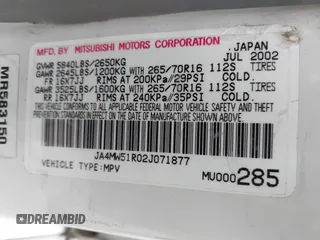 MFD BY MITSUBISHI MOTORS CORPORATION, JAPAN
GVWR 5840LBS/2650KG JUL 2002
GAWR 2645LBS/1200KG WITH 265/70R16 112S TIRES
FR 16X7JJ RIMS AT 200KPa/29PSI COLD.
GAWR 3525LBS/1600KG WITH 265/70R16 112S TIRES
RR 16X7JJ RIMS AT 240KPa/35PSI COLD.
THIS VEHICLE CONFORMS TO ALL APPLICABLE FEDERAL MOTOR
VEHICLE SAFETY STANDARDS IN EFFECT ON THE DATE OF
MANUFACTURE SHOWN ABOVE.
JA4MW51R02J071877
VEHICLE TYPE:MPV
MU000285
MR583150
DREAMBID